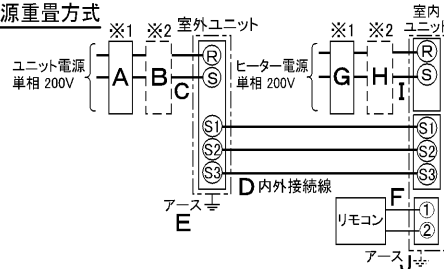 源重畳方式
※1 ※2 室外ユニット
ユニット電源
単相 200V
A B C
R
S
S1
S2
S3
アース
E
※1 ※2 室内
ユニット
ヒーター電源
単相 200V
G H I
R
S
S1
S2
S3
D 内外接続線
F
リモコン
①
②
アース
J